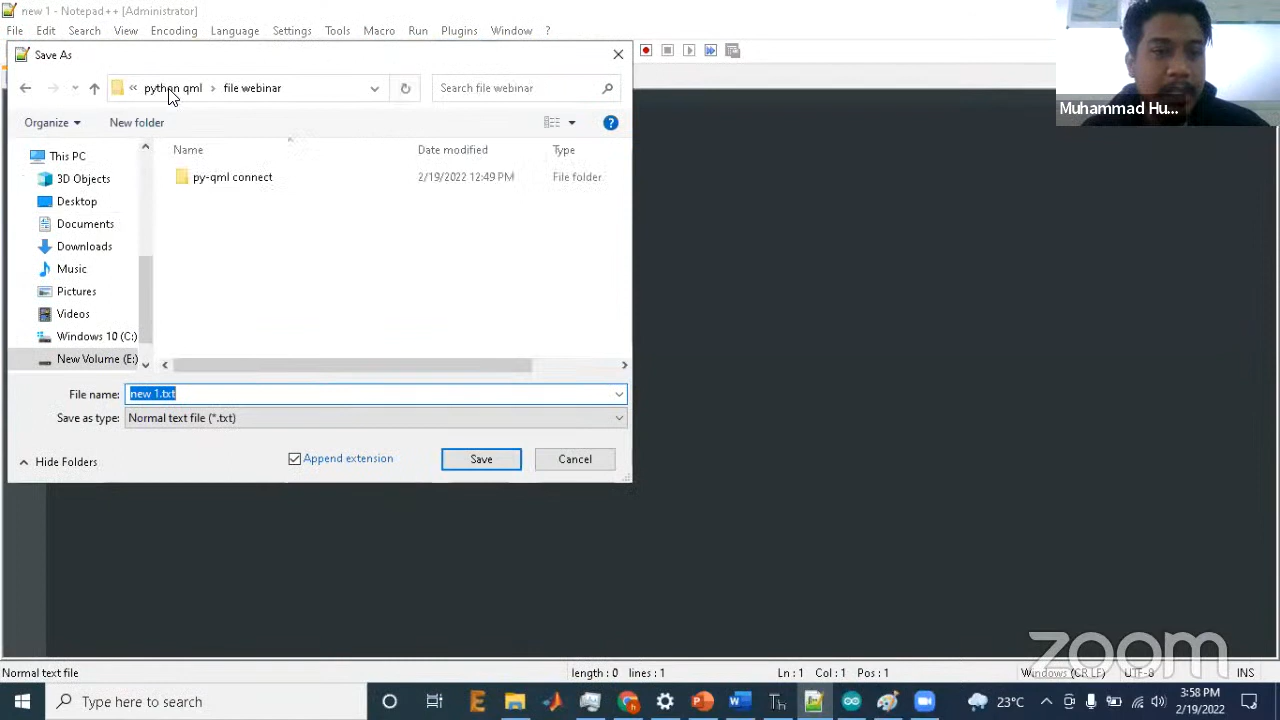 new 1 - Notepad++ [Administrator]
File Edit Search View Encoding Language Settings Tools Macro Run Plugins Window ?
Save As
python qml > file webinar
Search file webinar
Organize
New folder
Name Date modified Type
py-qml connect 2/19/2022 12:49 PM File folder
This PC
3D Objects
Desktop
Documents
Downloads
Music
Pictures
Videos
Windows 10 (C:)
New Volume (E:)
File name: new 1.txt
Save as type: Normal text file (*.txt)
Hide Folders
Append extension
Save
Cancel
Muhammad Hu...
zoom
Normal text file
length : 0 lines : 1
Ln : 1 Col : 1 Pos : 1
Windows (CR LF)
UTF-8
INS
Type here to search
Th
23°C
3:58 PM
2/19/2022